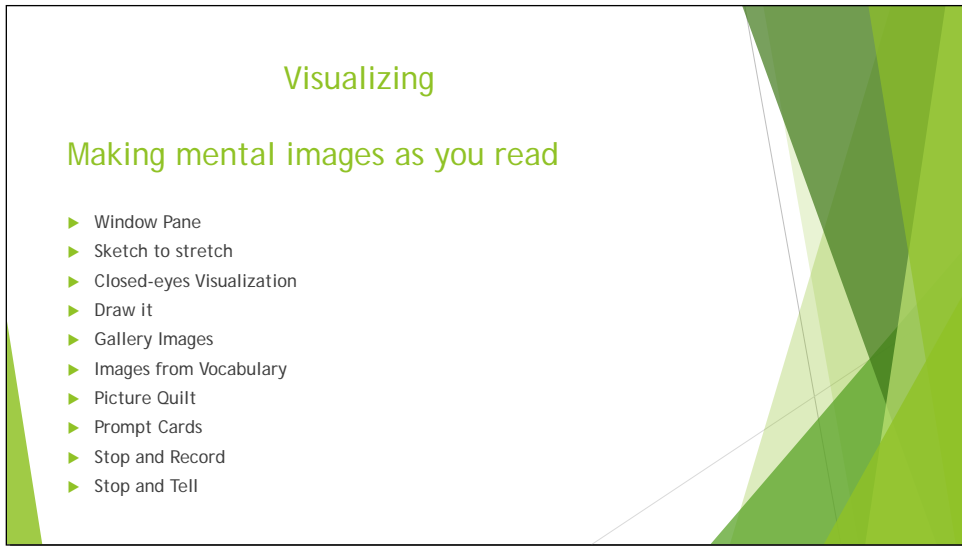 Visualizing
Making mental images as you read
Window Pane
Sketch to stretch
Closed-eyes Visualization
Draw it
Gallery Images
Images from Vocabulary
Picture Quilt
Prompt Cards
Stop and Record
Stop and Tell